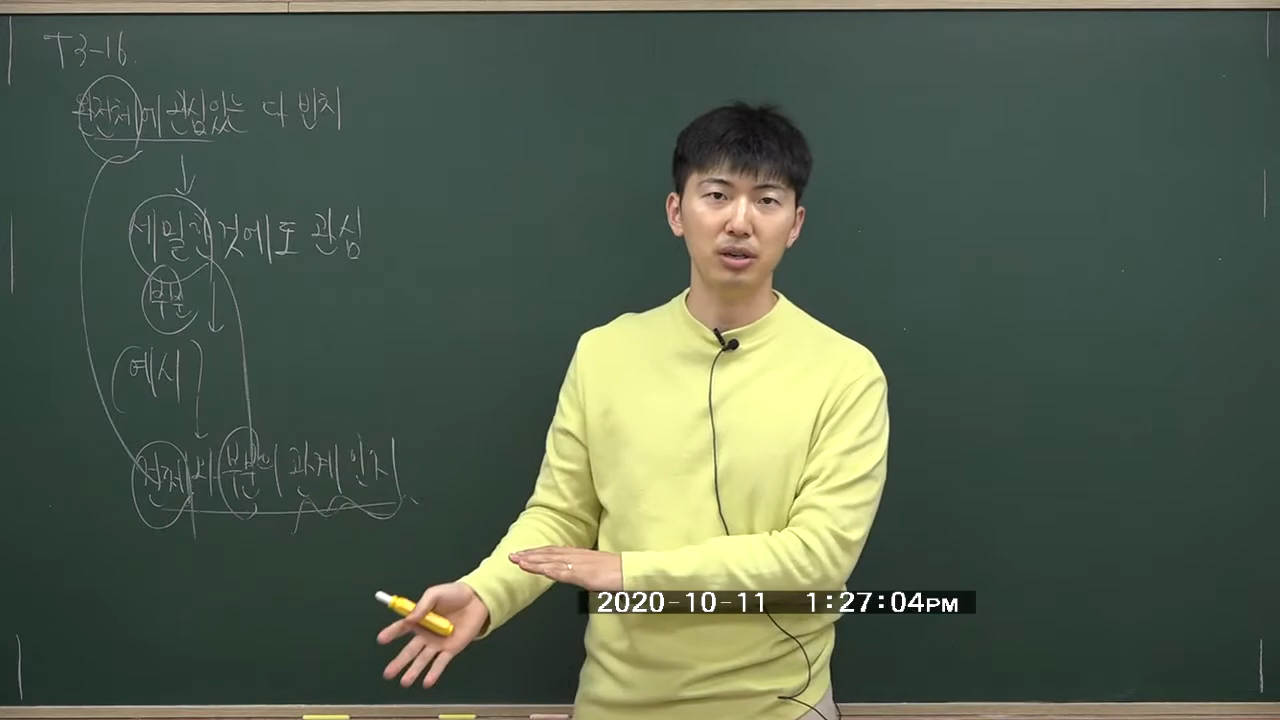 T3-16.
전체에 관심있는 다빈치
세밀한 것에도 관심
부분
(예시)
전체와 부분의 관계 인지
2020-10-11 1:27:04PM